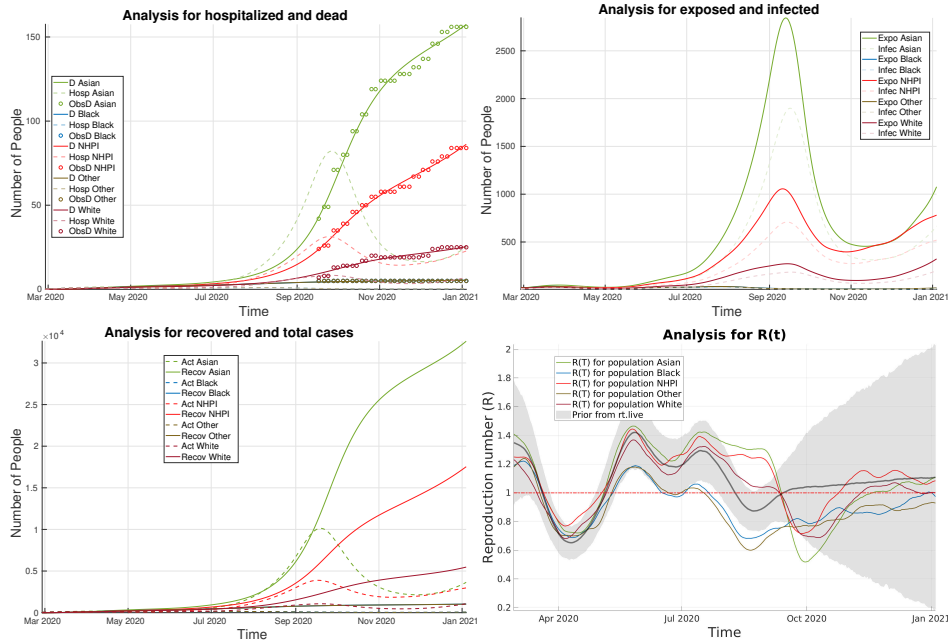 Analysis for hospitalized and dead
150
100
50
0
Number of People
D Asian
Hosp Asian
ObsD Asian
D Black
Hosp Black
ObsD Black
D NHPI
Hosp NHPI
ObsD NHPI
D Other
Hosp Other
ObsD Other
D White
Hosp White
ObsD White
Mar 2020
May 2020
Jul 2020
Sep 2020
Nov 2020
Jan 2021
Time
Analysis for exposed and infected
2500
2000
1500
1000
500
Number of People
Expo Asian
Infec Asian
Expo Black
Infec Black
Expo NHPI
Infec NHPI
Expo Other
Infec Other
Expo White
Infec White
Mar 2020
May 2020
Jul 2020
Sep 2020
Nov 2020
Jan 2021
Time
Analysis for recovered and total cases
×10⁴
3
2.5
2
1.5
1
0.5
0
Number of People
Act Asian
Recov Asian
Act Black
Recov Black
Act NHPI
Recov NHPI
Act Other
Recov Other
Act White
Recov White
Mar 2020
May 2020
Jul 2020
Sep 2020
Nov 2020
Jan 2021
Time
Analysis for R(t)
2
1.8
1.6
1.4
1.2
1
0.8
0.6
0.4
0.2
Reproduction number (R)
R(T) for population Asian
R(T) for population Black
R(T) for population NHPI
R(T) for population Other
R(T) for population White
Prior from rt.live
Apr 2020
Jul 2020
Oct 2020
Jan 2021
Time